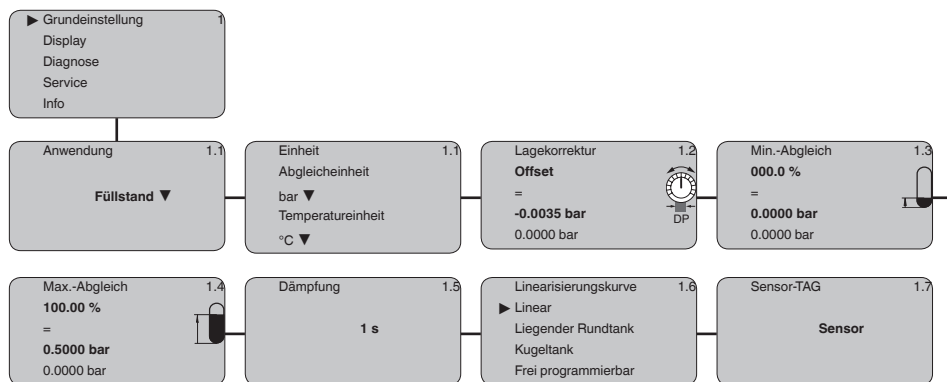 Grundeinstellung 1
Display
Diagnose
Service
Info
Anwendung 1.1
Füllstand ▼
Einheit 1.1
Abgleicheinheit
bar ▼
Temperatureinheit
°C ▼
Lagekorrektur 1.2
Offset
=
-0.0035 bar
0.0000 bar
DP
Min.-Abgleich 1.3
000.0 %
=
0.0000 bar
0.0000 bar
Max.-Abgleich 1.4
100.00 %
=
0.5000 bar
0.0000 bar
Dämpfung 1.5
1 s
Linearisierungskurve 1.6
Linear
Liegender Rundtank
Kugeltank
Frei programmierbar
Sensor-TAG 1.7
Sensor